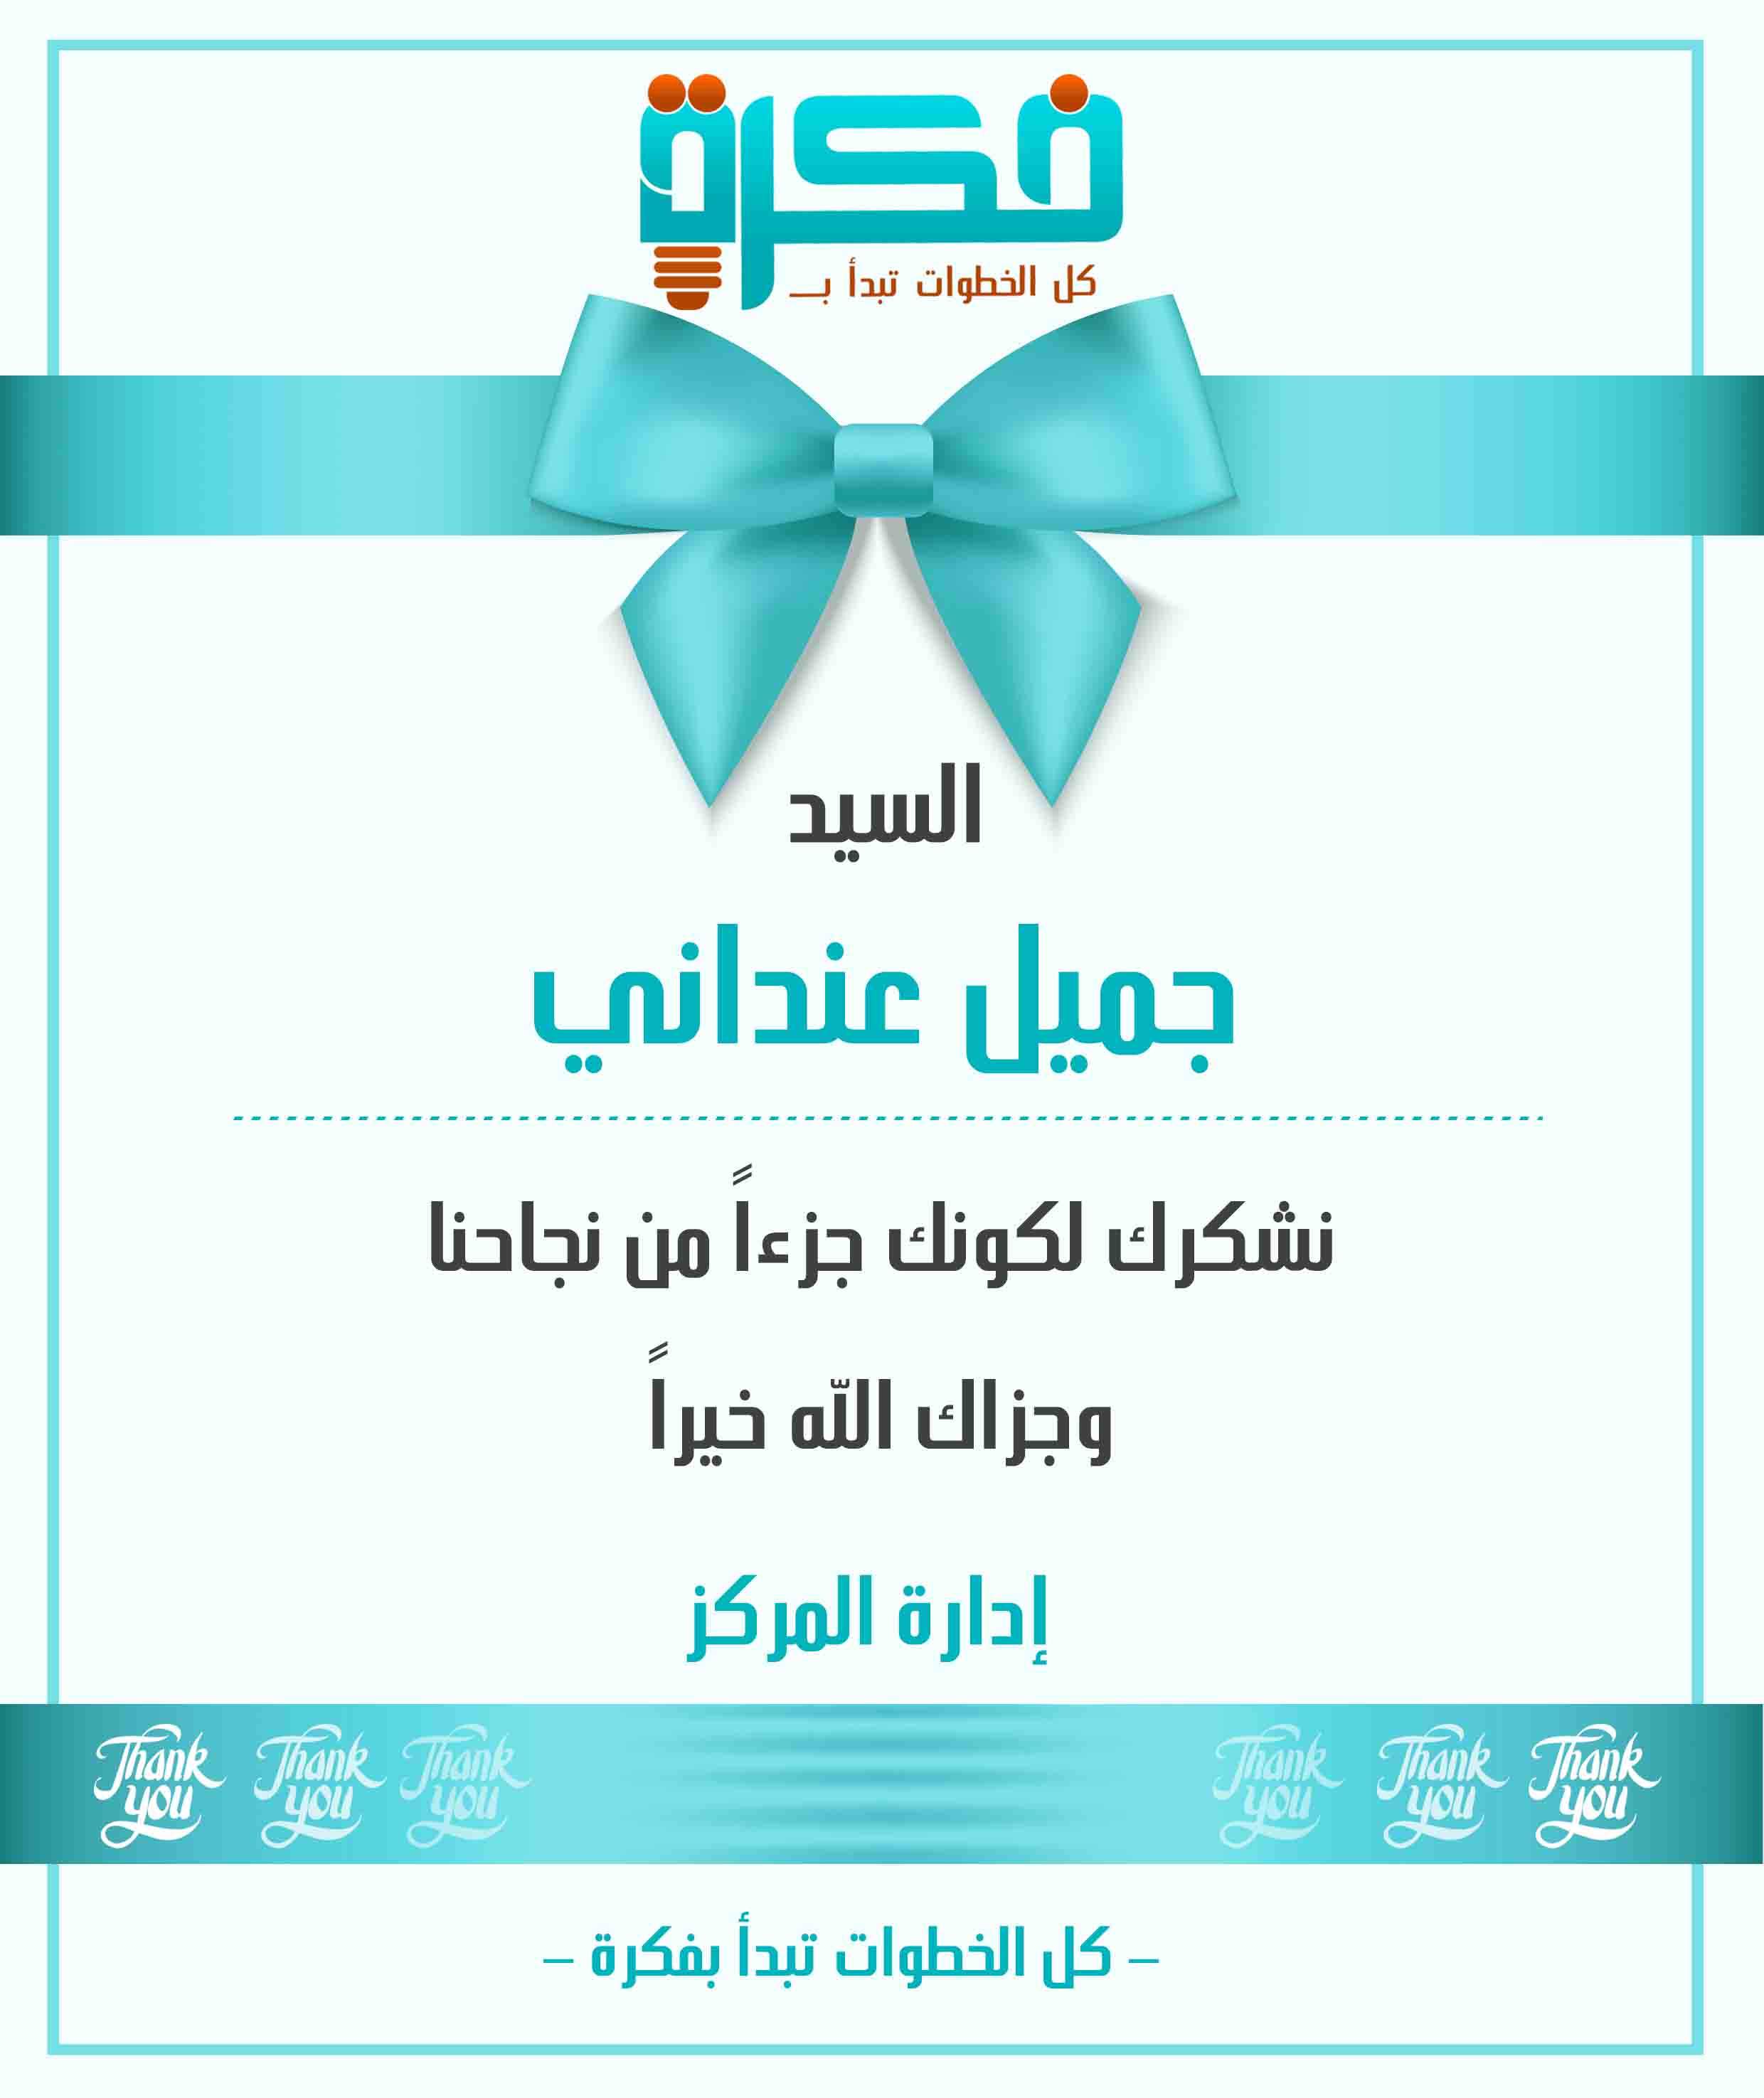 فكرة
كل الخطوات تبدأ بـ
السيد
جميل عنداني
نشكرك لكونك جزءاً من نجاحنا
وجزاك الله خيراً
إدارة المركز
Thank you Thank you Thank you Thank you Thank you Thank you
– كل الخطوات تبدأ بفكرة –